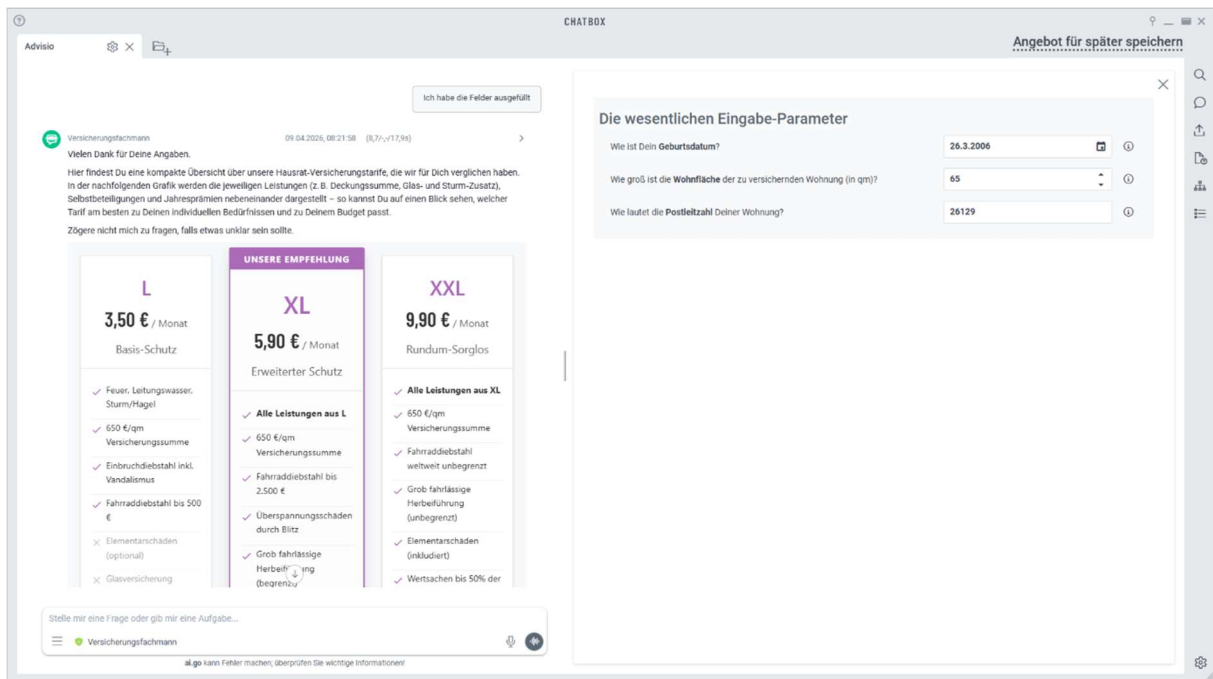 CHATBOX
Advisio
Angebot für später speichern
Ich habe die Felder ausgefüllt
Versicherungsfachmann 09.04.2026, 08:21:58 (8,7/-,-/17,9s)
Vielen Dank für Deine Angaben.
Hier findest Du eine kompakte Übersicht über unsere Hausrat-Versicherungstarife, die wir für Dich verglichen haben.
In der nachfolgenden Grafik werden die jeweiligen Leistungen (z. B. Deckungssumme, Glas- und Sturm-Zusatz),
Selbstbeteiligungen und Jahresprämien nebeneinander dargestellt – so kannst Du auf einen Blick sehen, welcher
Tarif am besten zu Deinen individuellen Bedürfnissen und zu Deinem Budget passt.
Zögere nicht mich zu fragen, falls etwas unklar sein sollte.
L
3,50 € / Monat
Basis-Schutz
Feuer, Leitungswasser,
Sturm/Hagel
650 €/qm
Versicherungssumme
Einbruchdiebstahl inkl.
Vandalismus
Fahrraddiebstahl bis 500
€
Elementarschäden
(optional)
Glasversicherung
UNSERE EMPFEHLUNG
XL
5,90 € / Monat
Erweiterter Schutz
Alle Leistungen aus L
650 €/qm
Versicherungssumme
Fahrraddiebstahl bis
2.500 €
Überspannungsschäden
durch Blitz
Grob fahrlässige
(begrenzt)
XXL
9,90 € / Monat
Rundum-Sorglos
Alle Leistungen aus XL
650 €/qm
Versicherungssumme
Fahrraddiebstahl
weltweit unbegrenzt
Grob fahrlässige
Herbeiführung
(unbegrenzt)
Elementarschäden
(inkludiert)
Wertsachen bis 50% der
Stelle mir eine Frage oder gib mir eine Aufgabe...
Versicherungsfachmann
ai.go kann Fehler machen; überprüfen Sie wichtige Informationen!
Die wesentlichen Eingabe-Parameter
Wie ist Dein Geburtsdatum? 26.3.2006
Wie groß ist die Wohnfläche der zu versichernden Wohnung (in qm)? 65
Wie lautet die Postleitzahl Deiner Wohnung? 26129